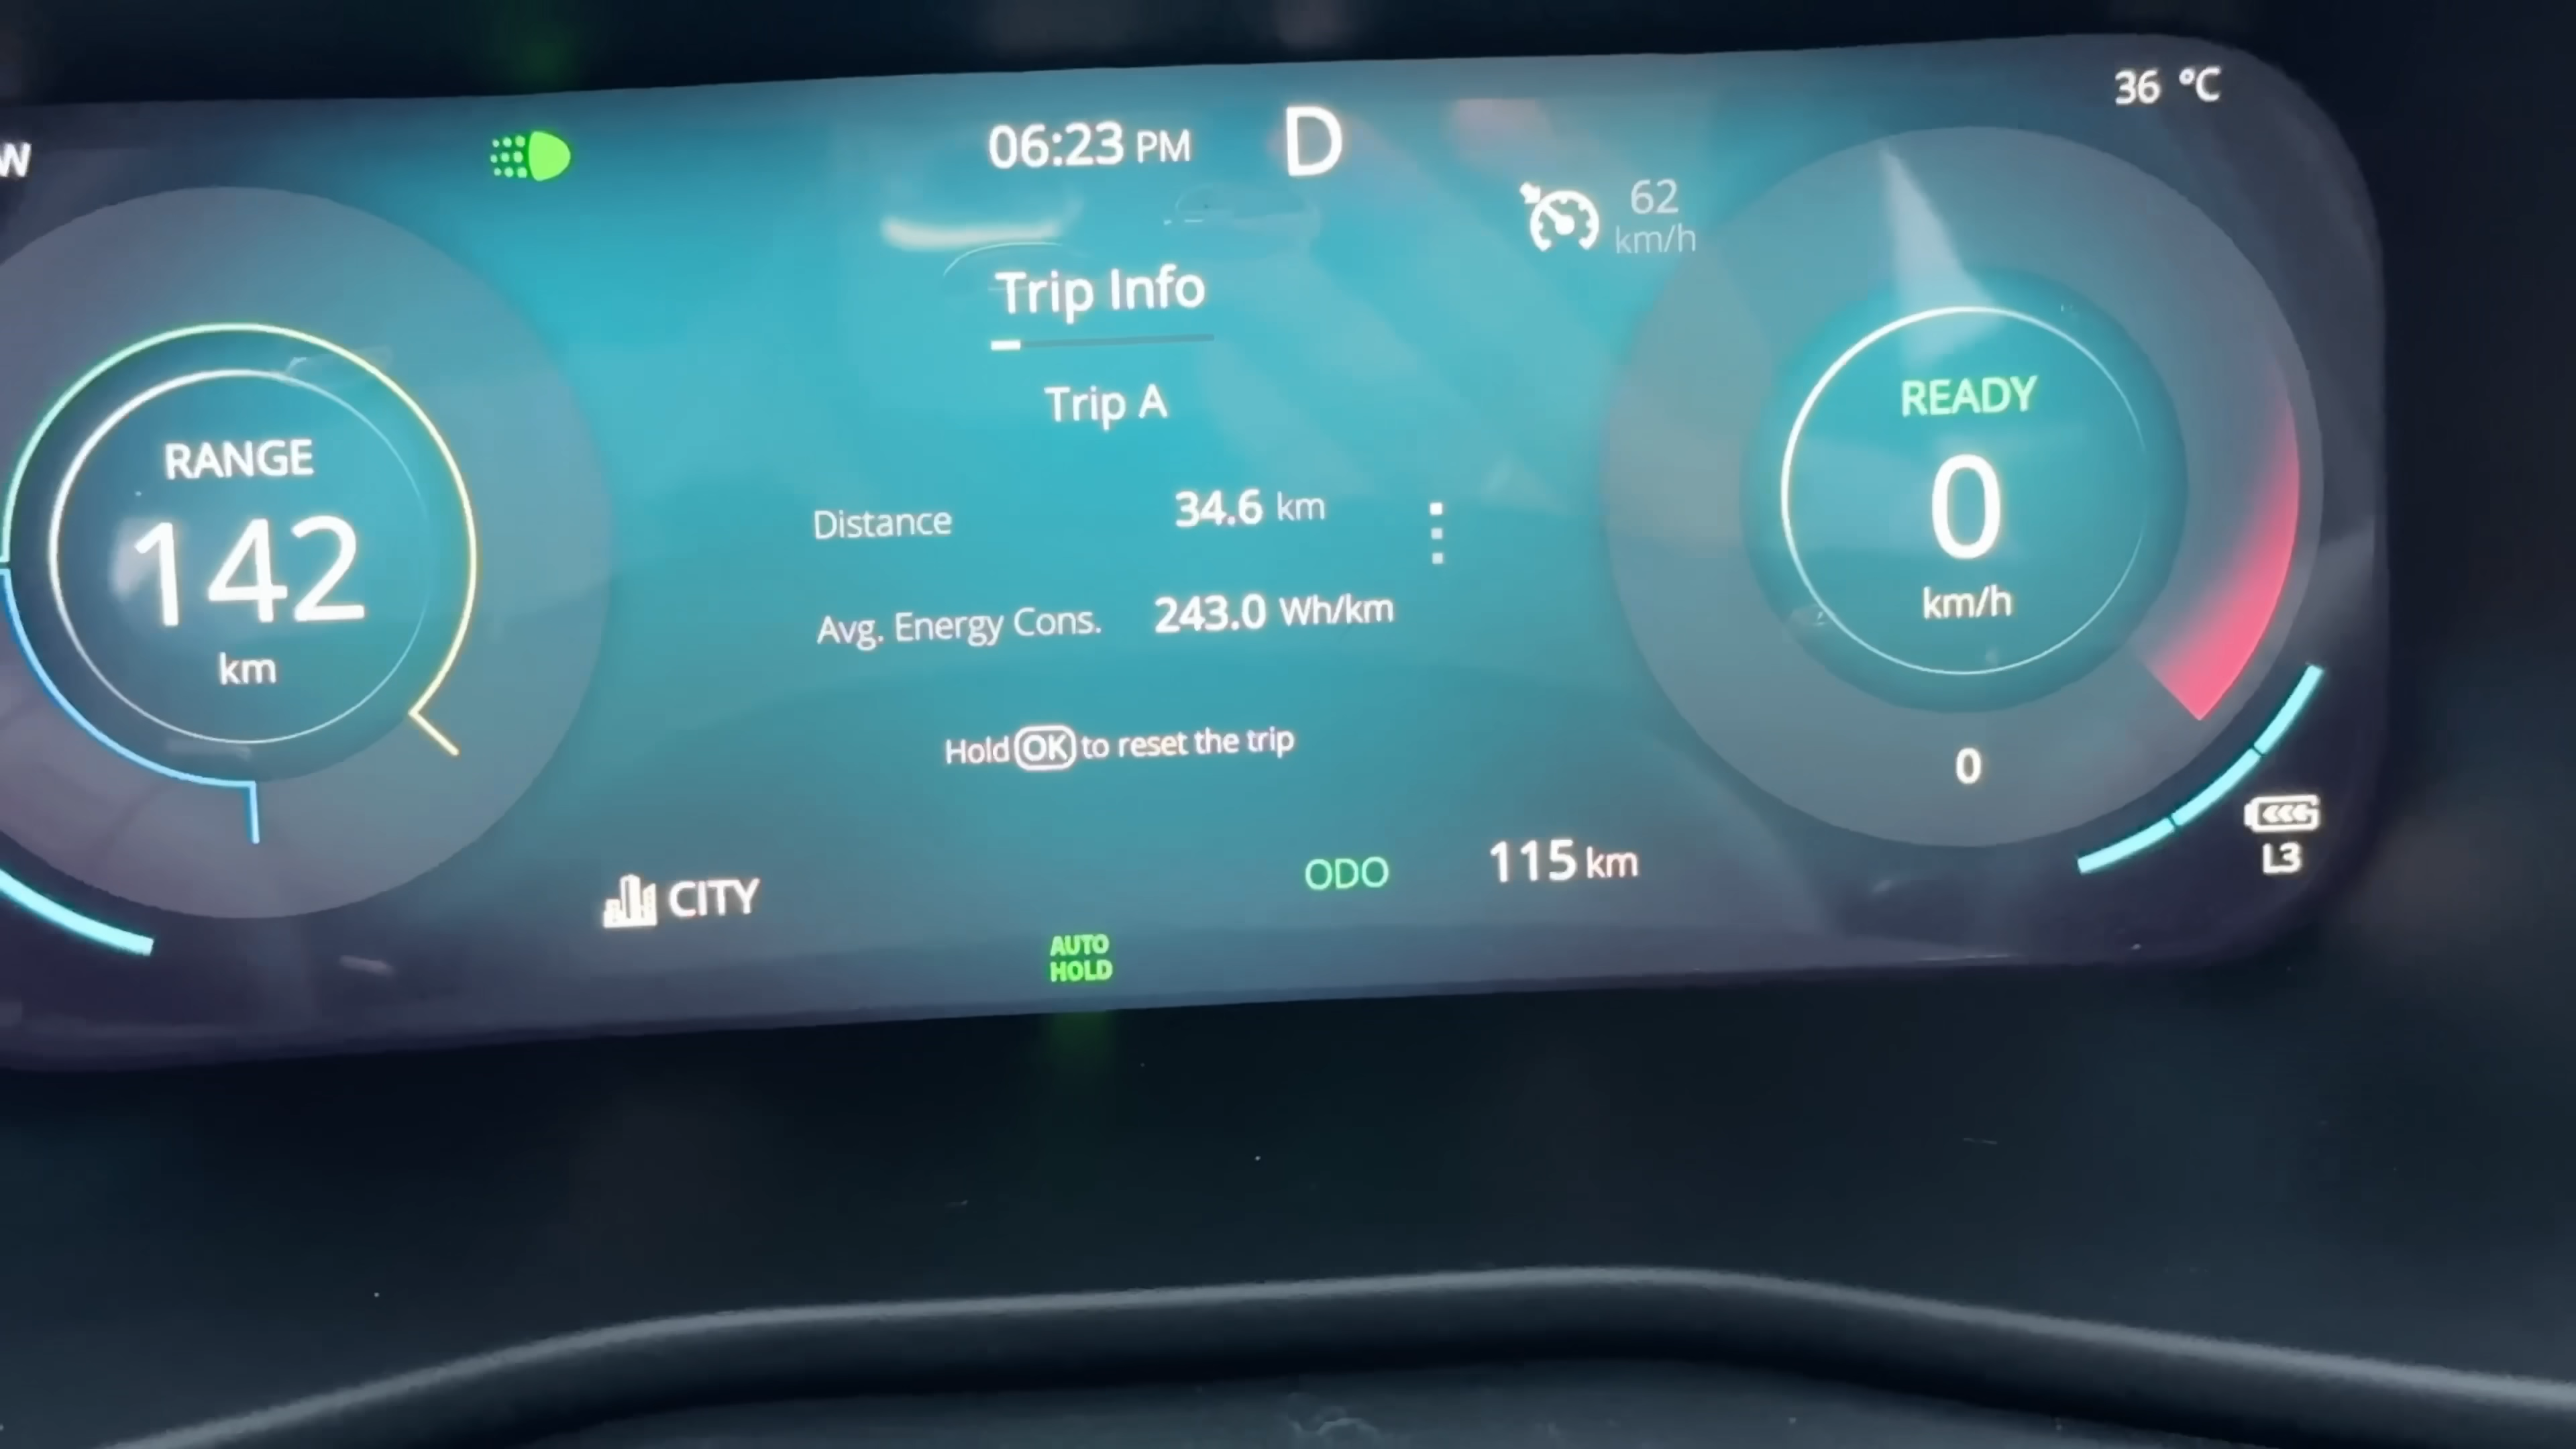 W
06:23 PM D
36 °C
62
km/h
Trip Info
Trip A
RANGE
142
km
Distance 34.6 km
Avg. Energy Cons. 243.0 Wh/km
Hold OK to reset the trip
READY
0
km/h
0
CITY
ODO 115 km
L3
AUTO
HOLD